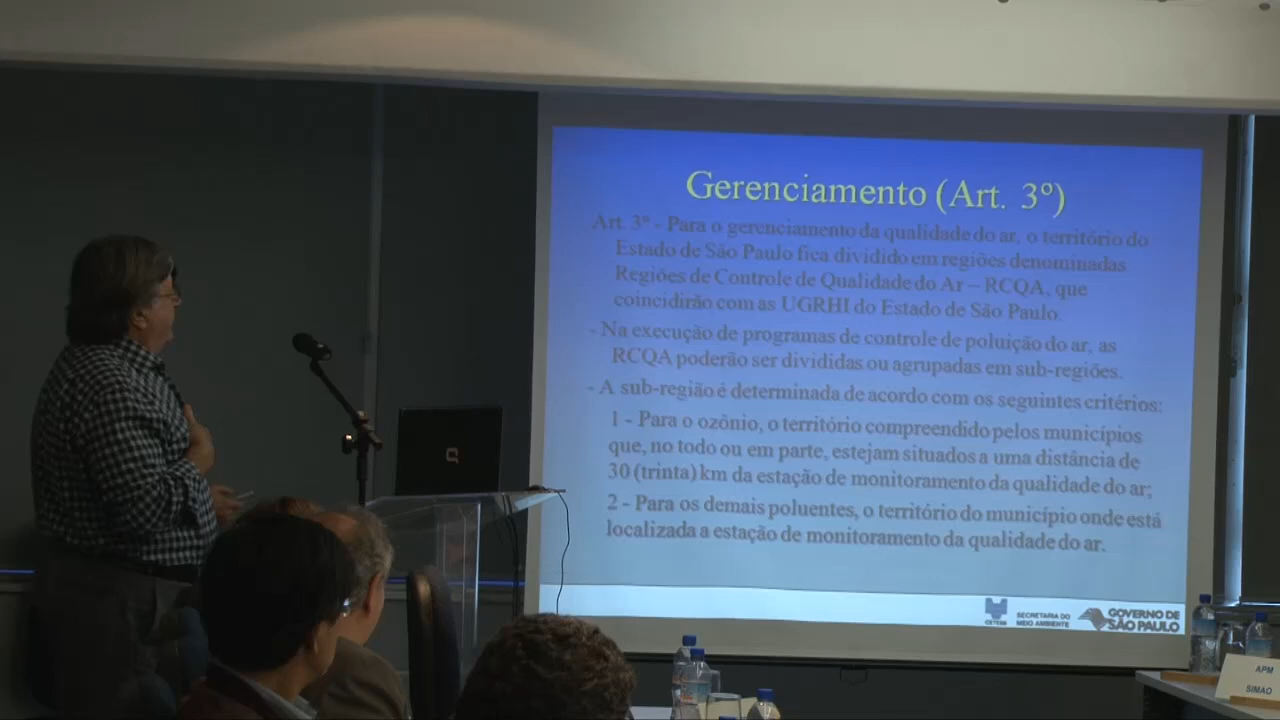 Gerenciamento (Art. 3º)
Art. 3º - Para o gerenciamento da qualidade do ar, o território do
Estado de São Paulo fica dividido em regiões denominadas
Regiões de Controle de Qualidade do Ar – RCQA, que
coincidirão com as UGRHI do Estado de São Paulo.
- Na execução de programas de controle de poluição do ar, as
RCQA poderão ser divididas ou agrupadas em sub-regiões.
- A sub-região é determinada de acordo com os seguintes critérios:
1 - Para o ozônio, o território compreendido pelos municípios
que, no todo ou em parte, estejam situados a uma distância de
30 (trinta) km da estação de monitoramento da qualidade do ar;
2 - Para os demais poluentes, o território do município onde está
localizada a estação de monitoramento da qualidade do ar.
CETESB
SECRETARIA DO
MEIO AMBIENTE
GOVERNO DE
SÃO PAULO
APM
SIMÃO